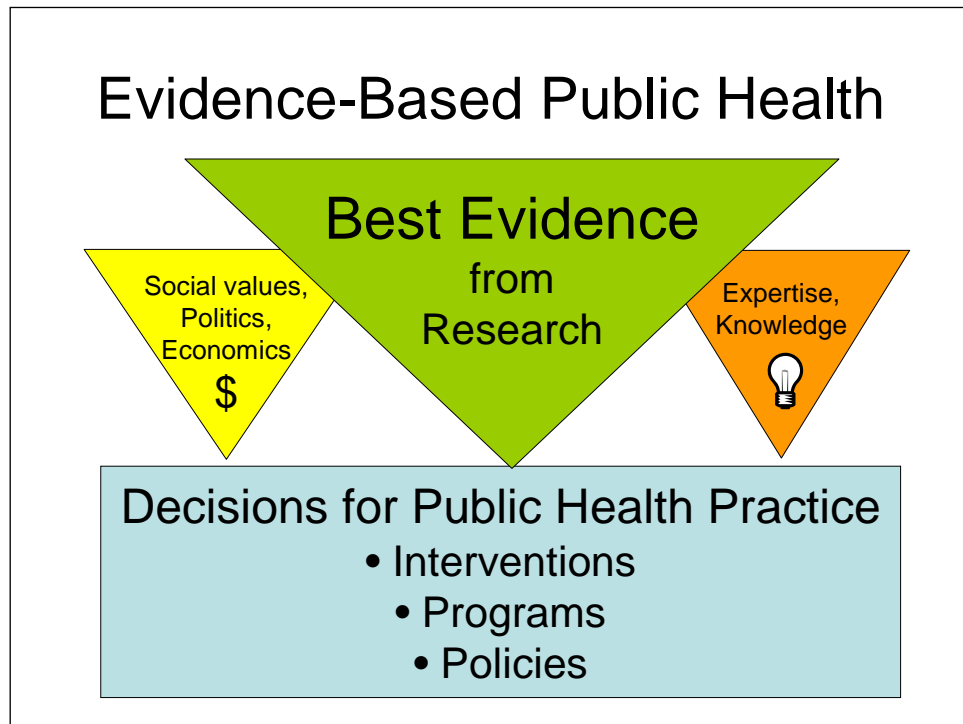 Evidence-Based Public Health
Best Evidence
from
Research
Social values,
Politics,
Economics
$
Expertise,
Knowledge
Decisions for Public Health Practice
• Interventions
• Programs
• Policies